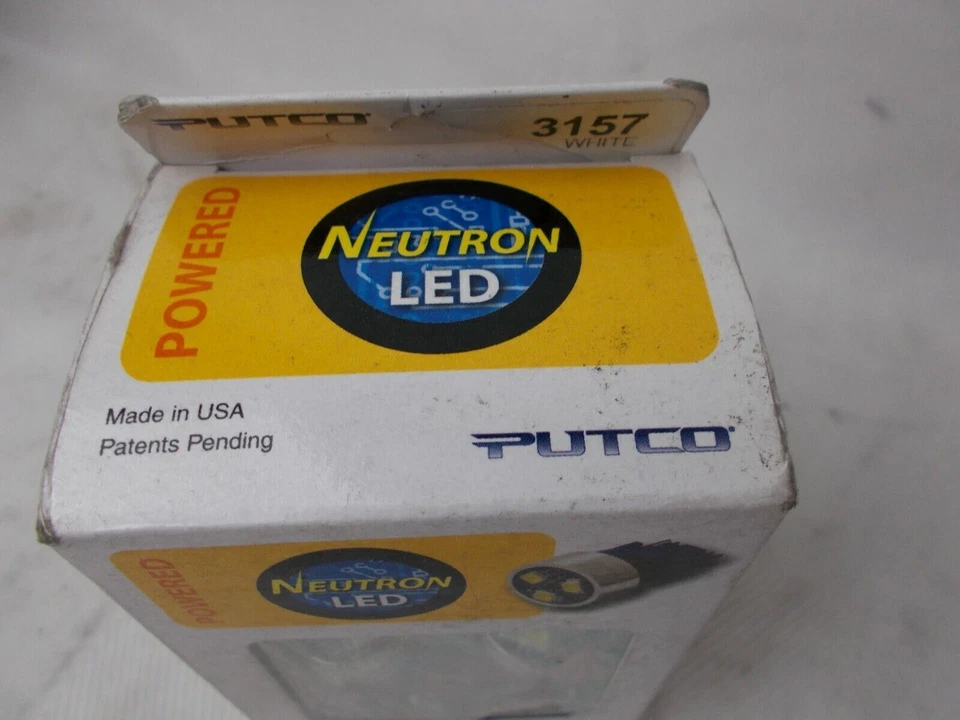 PUTCO
3157
WHITE
POWERED
NEUTRON
LED
Made in USA
Patents Pending
PUTCO
POWERED
NEUTRON
LED